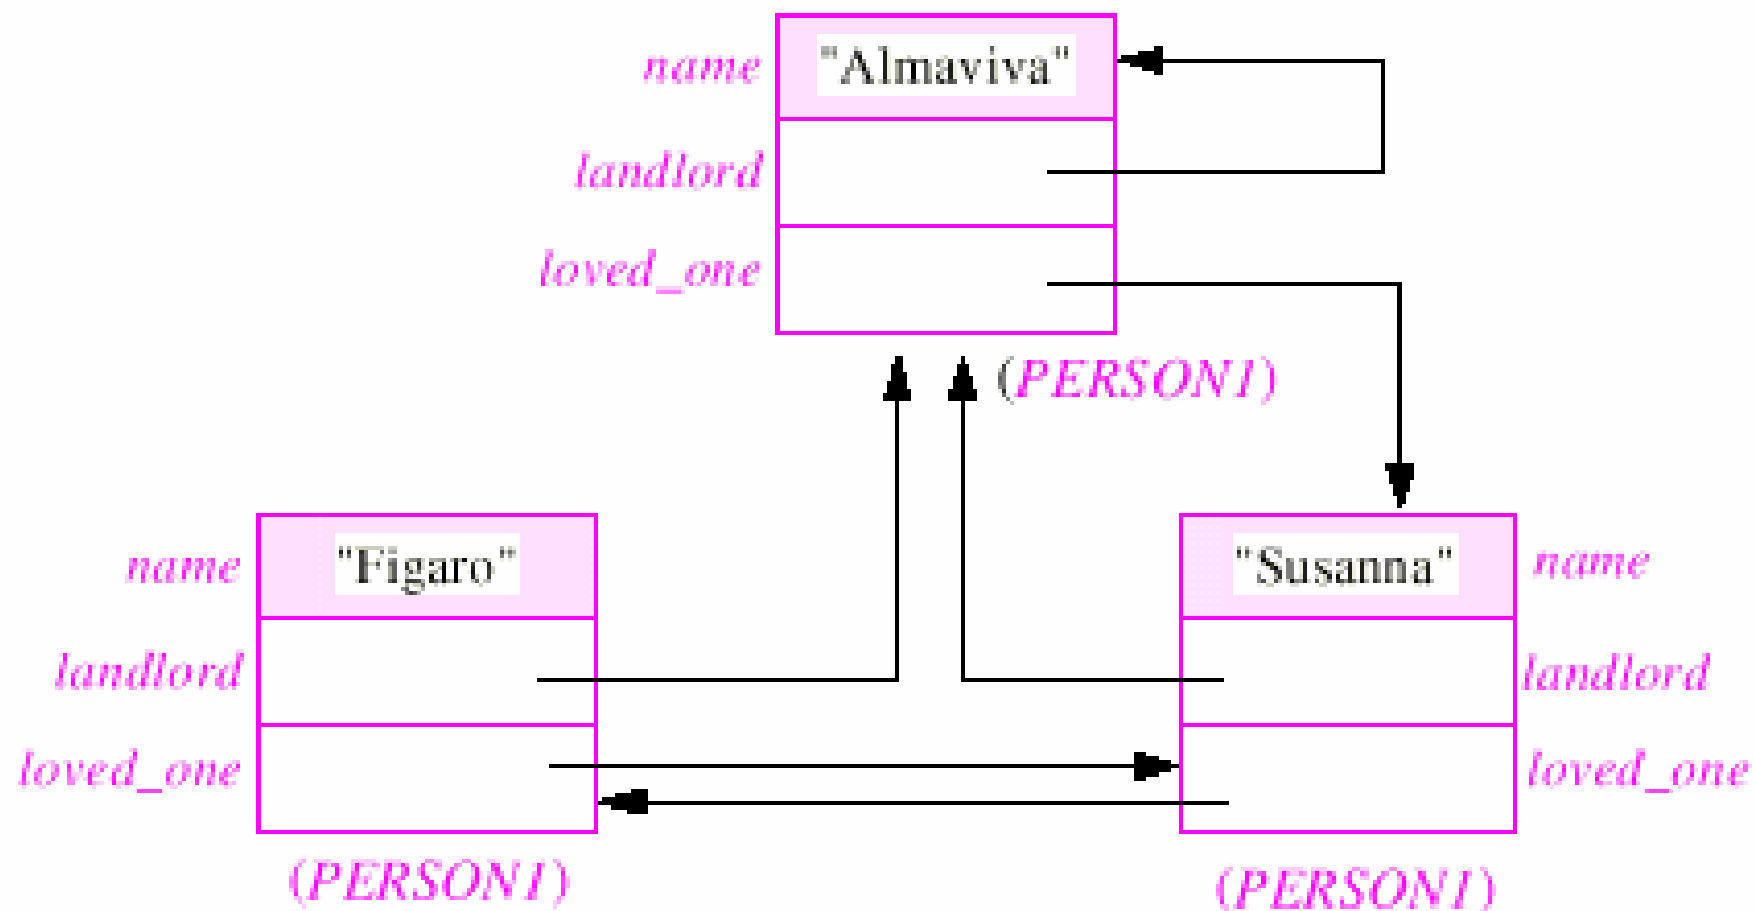 name "Almaviva"
landlord
loved_one
(PERSON1)
name "Figaro"
landlord
loved_one
(PERSON1)
"Susanna" name
landlord
loved_one
(PERSON1)